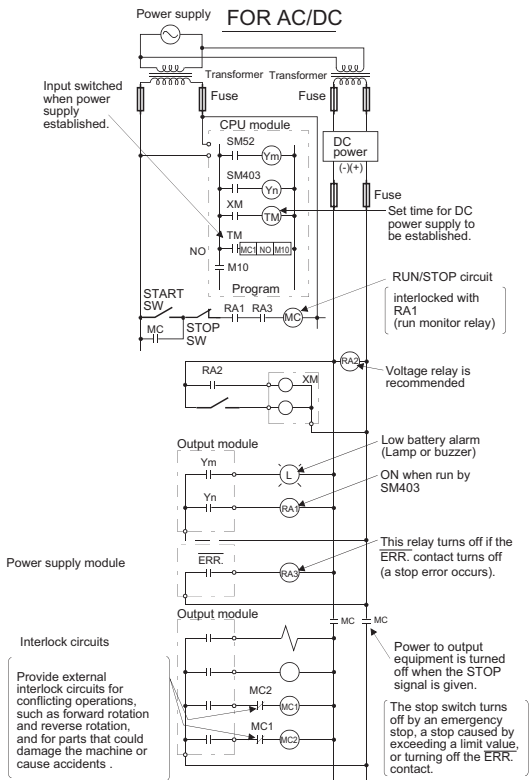 Power supply
FOR AC/DC
Transformer
Transformer
Input switched
when power
supply
established.
Fuse
Fuse
CPU module
SM52
Ym
DC
power
(-)(+)
SM403
Yn
Fuse
XM
TM
Set time for DC
power supply to
be established.
TM
NO
MC1 NO M10
M10
Program
RUN/STOP circuit
START
SW
STOP
SW
RA1
RA3
MC
MC
interlocked with
RA1
(run monitor relay)
RA2
RA2
XM
Voltage relay is
recommended
Output module
Low battery alarm
(Lamp or buzzer)
Ym
L
ON when run by
SM403
Yn
RA1
Power supply module
ERR.
RA3
This relay turns off if the
ERR. contact turns off
(a stop error occurs).
Output module
MC
MC
Interlock circuits
Power to output
equipment is turned
off when the STOP
signal is given.
Provide external
interlock circuits for
conflicting operations,
such as forward rotation
and reverse rotation,
and for parts that could
damage the machine or
cause accidents .
MC2
MC1
MC1
MC2
The stop switch turns
off by an emergency
stop, a stop caused by
exceeding a limit value,
or turning off the ERR.
contact.